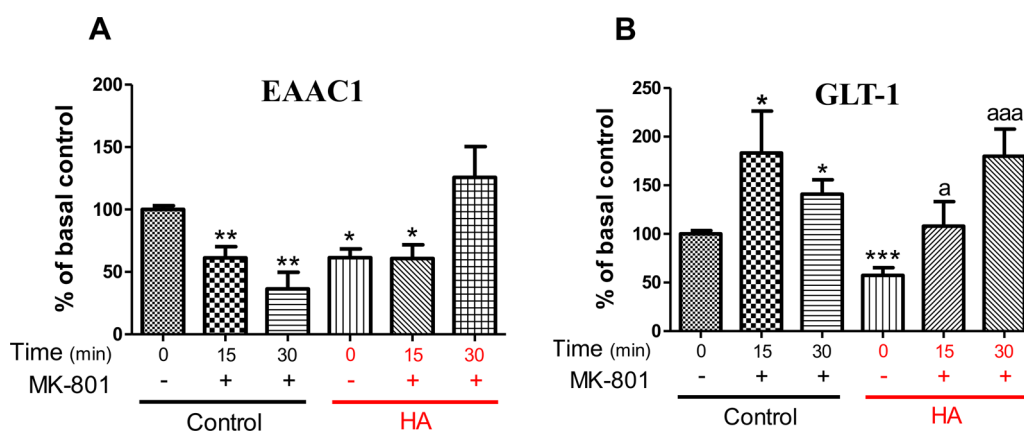 A
EAAC1
% of basal control
200
150
100
50
0
** ** * *
Time (min) 0 15 30 0 15 30
MK-801 - + + - + +
Control HA
B
GLT-1
% of basal control
250
200
150
100
50
0
* * *** a aaa
Time (min) 0 15 30 0 15 30
MK-801 - + + - + +
Control HA